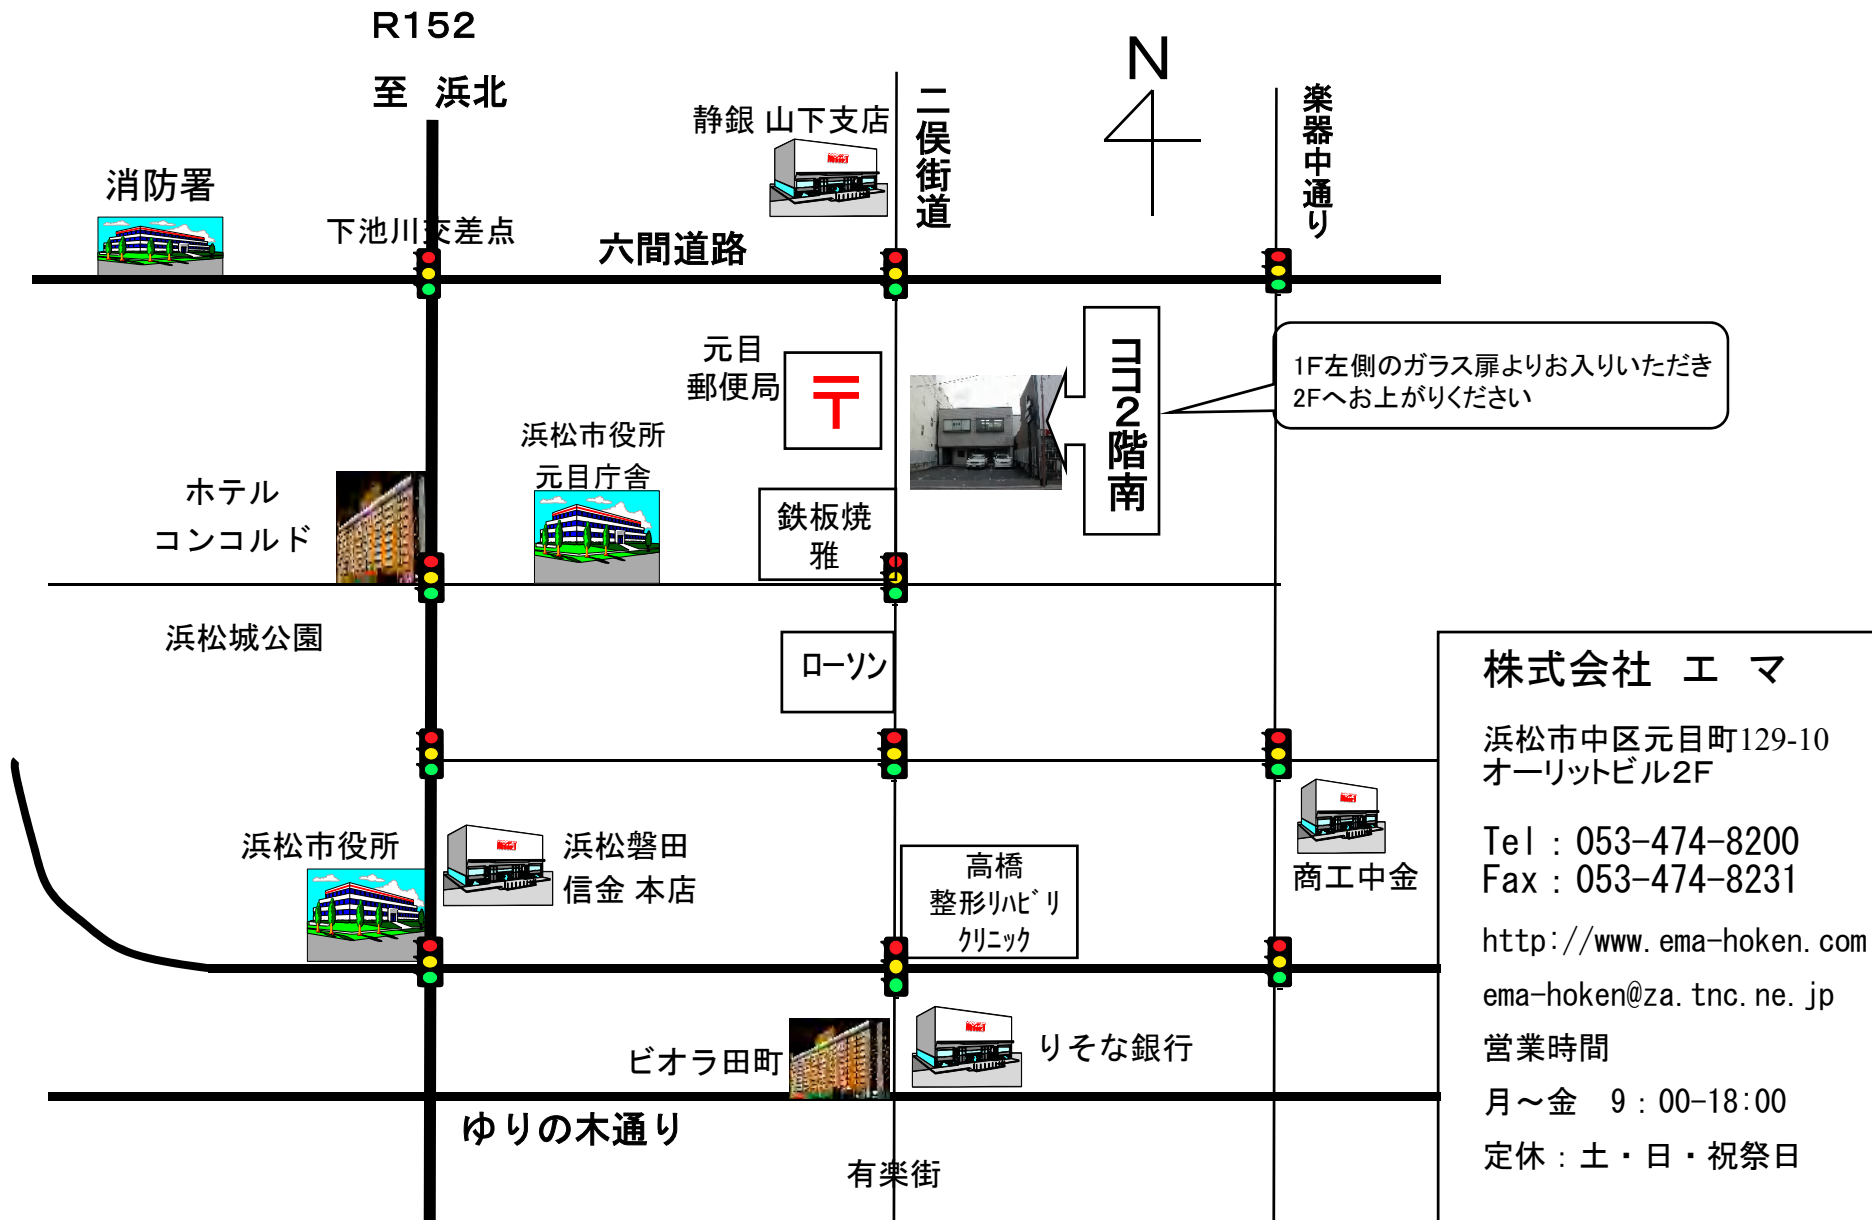 R152
至 浜北
N
静銀 山下支店
二俣街道
楽器中通り
消防署
下池川交差点
六間道路
元目
郵便局
〒
ココ2階南
1F左側のガラス扉よりお入りいただき
2Fへお上がりください
浜松市役所
元目庁舎
ホテル
コンコルド
鉄板焼
雅
浜松城公園
ローソン
株式会社 エ マ
浜松市中区元目町129-10
オーリットビル2F
Tel：053-474-8200
Fax：053-474-8231
http://www.ema-hoken.com
ema-hoken@za.tnc.ne.jp
営業時間
月～金 9：00-18:00
定休：土・日・祝祭日
浜松市役所
浜松磐田
信金 本店
高橋
整形ﾘﾊﾋﾞﾘ
ｸﾘﾆｯｸ
商工中金
ビオラ田町
りそな銀行
ゆりの木通り
有楽街